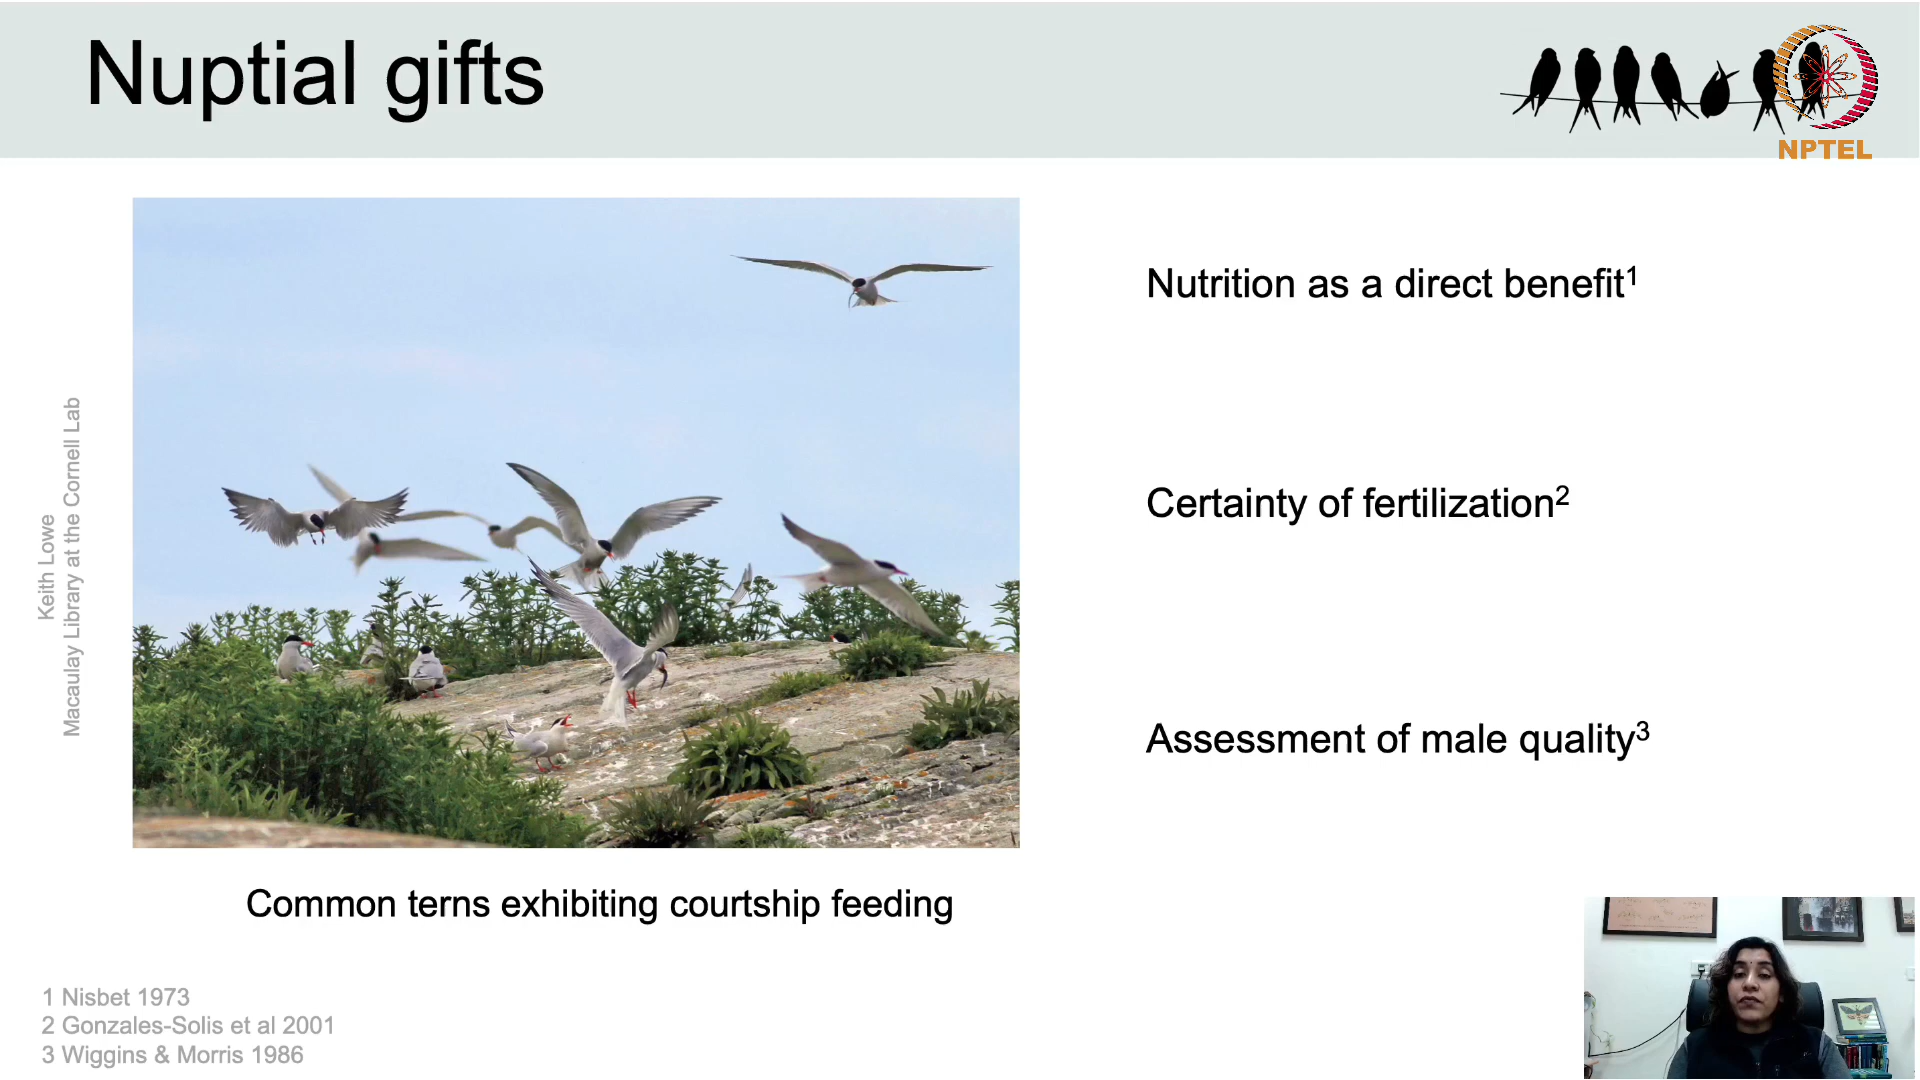 Nuptial gifts
NPTEL
Nutrition as a direct benefit¹
Certainty of fertilization²
Assessment of male quality³
Keith Lowe
Macaulay Library at the Cornell Lab
Common terns exhibiting courtship feeding
1 Nisbet 1973
2 Gonzales-Solis et al 2001
3 Wiggins & Morris 1986